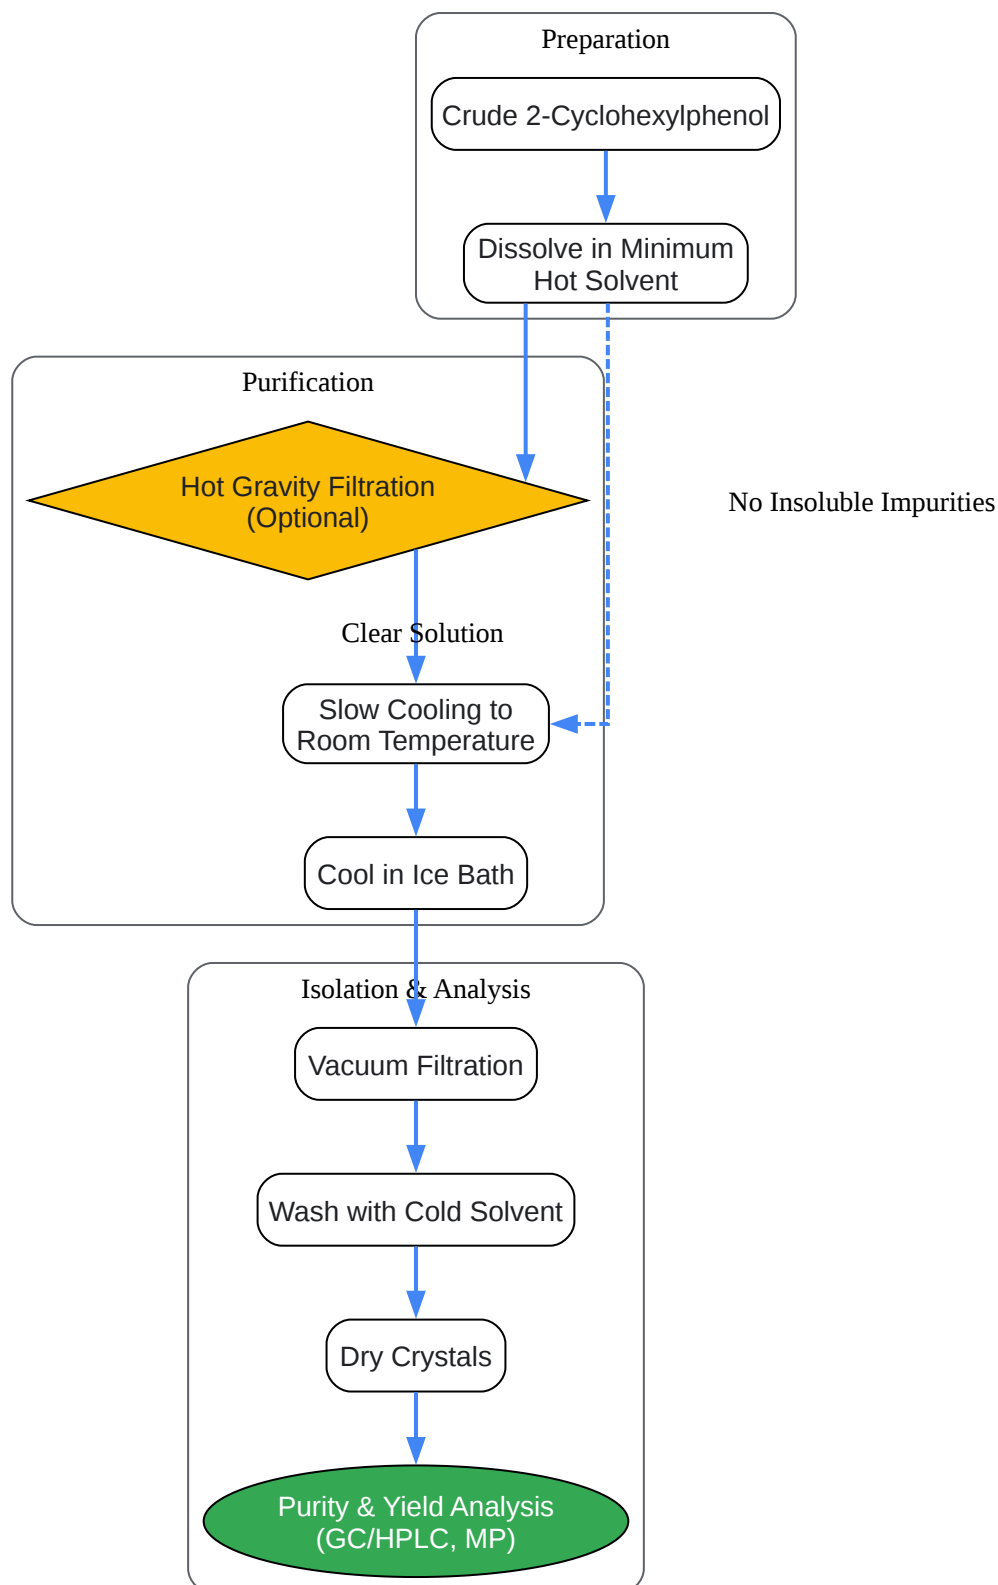 Preparation
Crude 2-Cyclohexylphenol
Dissolve in Minimum
Hot Solvent
Purification
Hot Gravity Filtration
(Optional)
No Insoluble Impurities
Clear Solution
Slow Cooling to
Room Temperature
Cool in Ice Bath
Isolation & Analysis
Vacuum Filtration
Wash with Cold Solvent
Dry Crystals
Purity & Yield Analysis
(GC/HPLC, MP)